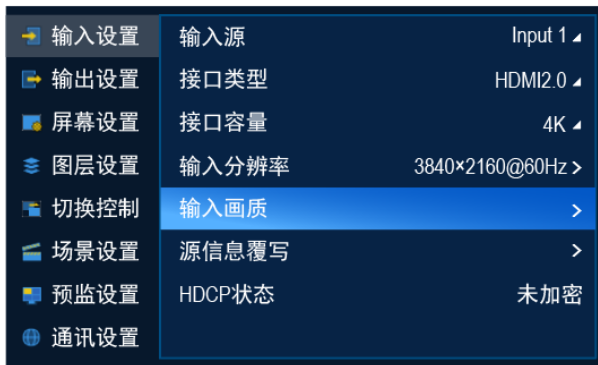 输入设置
输出设置
屏幕设置
图层设置
切换控制
场景设置
预监设置
通讯设置
输入源 Input 1
接口类型 HDMI2.0
接口容量 4K
输入分辨率 3840×2160@60Hz >
输入画质 >
源信息覆写 >
HDCP状态 未加密